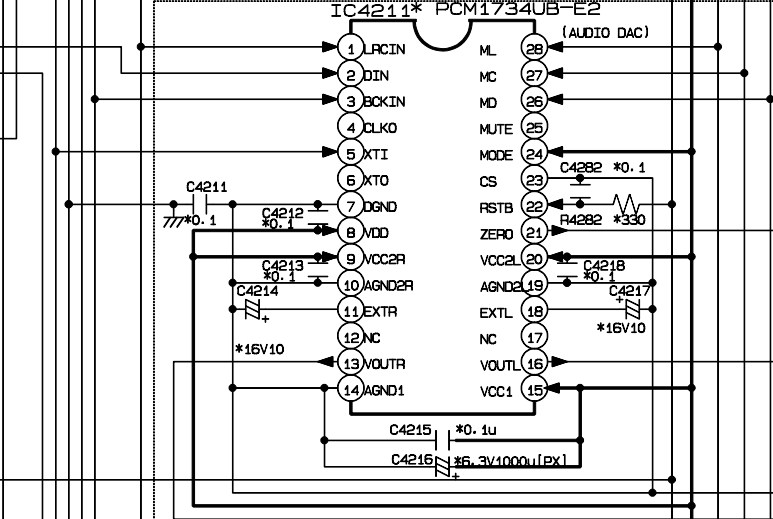 IC4211* PCM1734UB-E2
(AUDIO DAC)
1 LRCIN ML 28
2 DIN MC 27
3 BCKIN MD 26
4 CLKO MUTE 25
5 XTI MODE 24
C4282 *0.1
6 XTO CS 23
C4211
*0.1
7 DGND RSTB 22
R4282 *330
C4212
*0.1
8 VDD ZERO 21
9 VCC2R VCC2L 20
C4213
*0.1
C4218
*0.1
10 AGND2R AGND2L 19
C4214
+
*16V10
C4217
+
*16V10
11 EXTR EXTL 18
12 NC NC 17
13 VOUTR VOUTL 16
14 AGND1 VCC1 15
C4215 *0.1u
C4216 *6.3V1000u[PX]
+